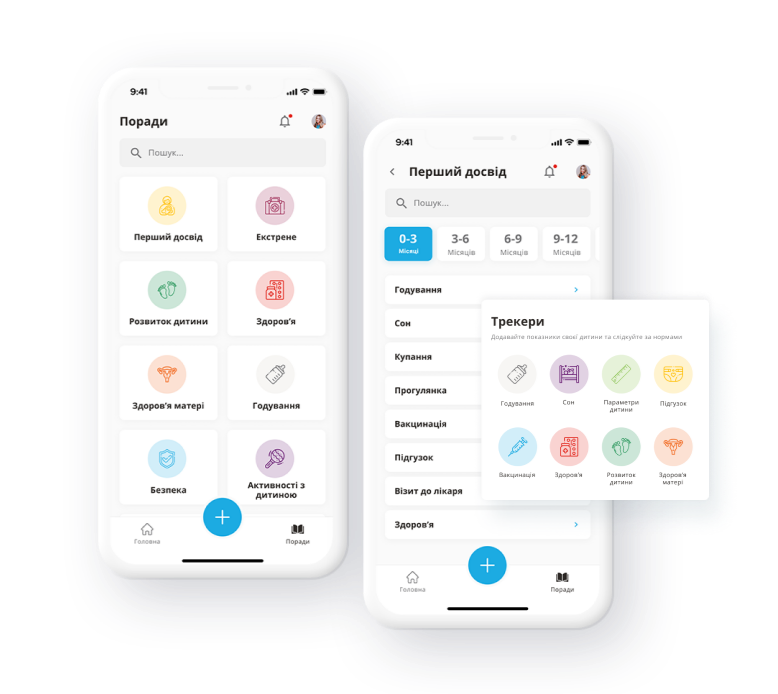 9:41
Поради
Пошук...
Перший досвід
Екстрене
Розвиток дитини
Здоров'я
Здоров'я матері
Годування
Безпека
Активності з
дитиною
Головна
Поради
9:41
Перший досвід
Пошук...
0-3
Місяці
3-6
Місяців
6-9
Місяців
9-12
Місяців
Годування
Сон
Купання
Прогулянка
Вакцинація
Підгузок
Візит до лікаря
Здоров'я
Головна
Поради
Трекери
Додавайте показники своєї дитини та слідкуйте за нормами
Годування
Сон
Параметри
дитини
Підгузок
Вакцинація
Здоров'я
Розвиток
дитини
Здоров'я
матері